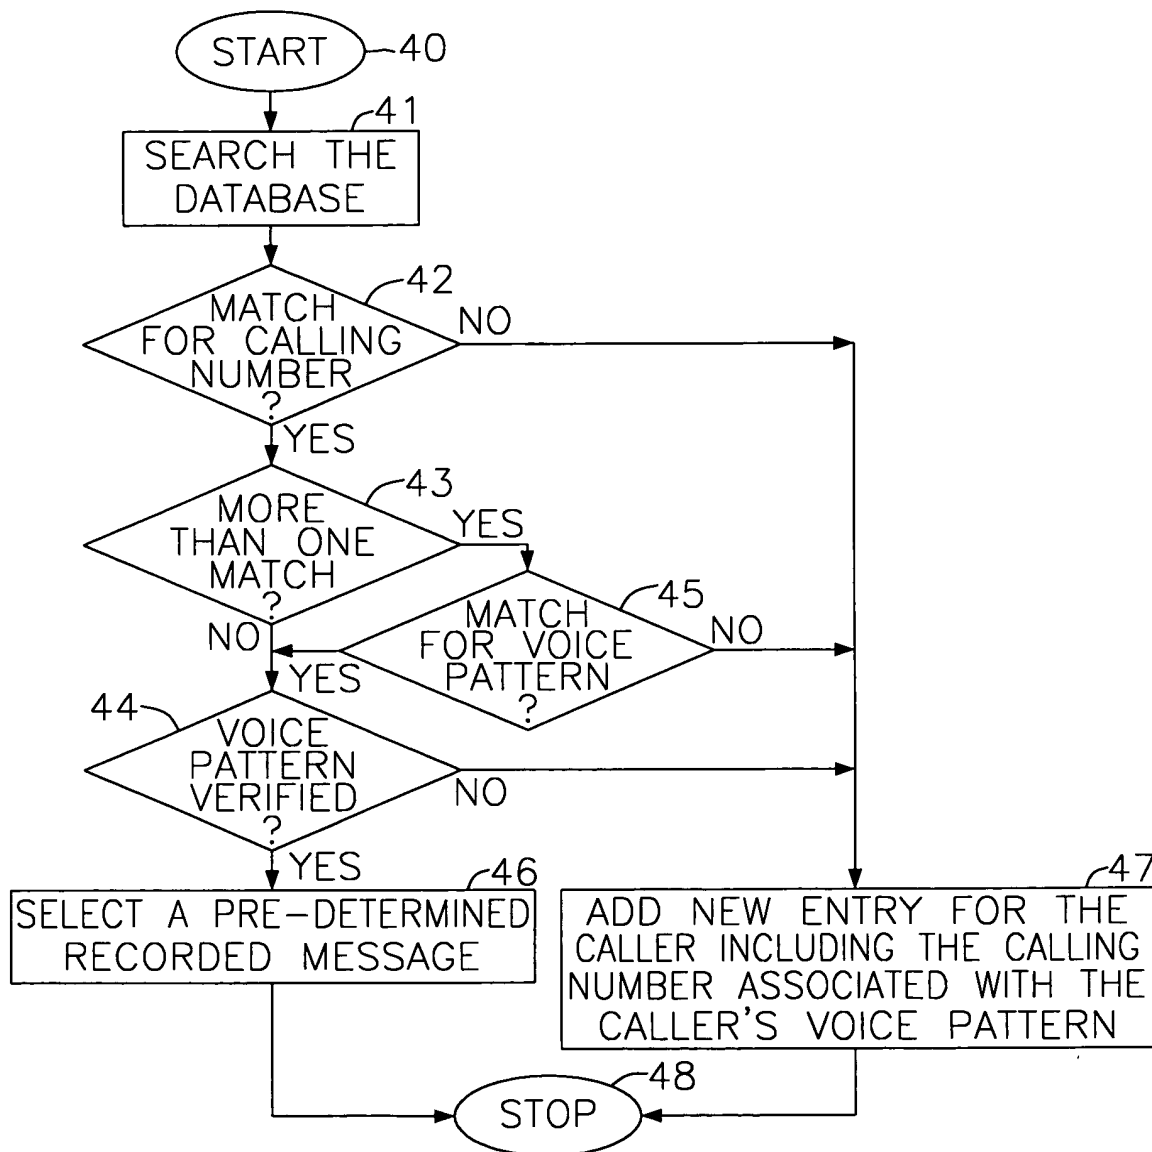 START
40
41
SEARCH THE
DATABASE
42
MATCH
FOR CALLING
NUMBER
?
NO
YES
43
MORE
THAN ONE
MATCH
?
YES
NO
45
MATCH
FOR VOICE
PATTERN
?
NO
YES
44
VOICE
PATTERN
VERIFIED
?
NO
YES
46
SELECT A PRE-DETERMINED
RECORDED MESSAGE
47
ADD NEW ENTRY FOR THE
CALLER INCLUDING THE CALLING
NUMBER ASSOCIATED WITH THE
CALLER'S VOICE PATTERN
48
STOP